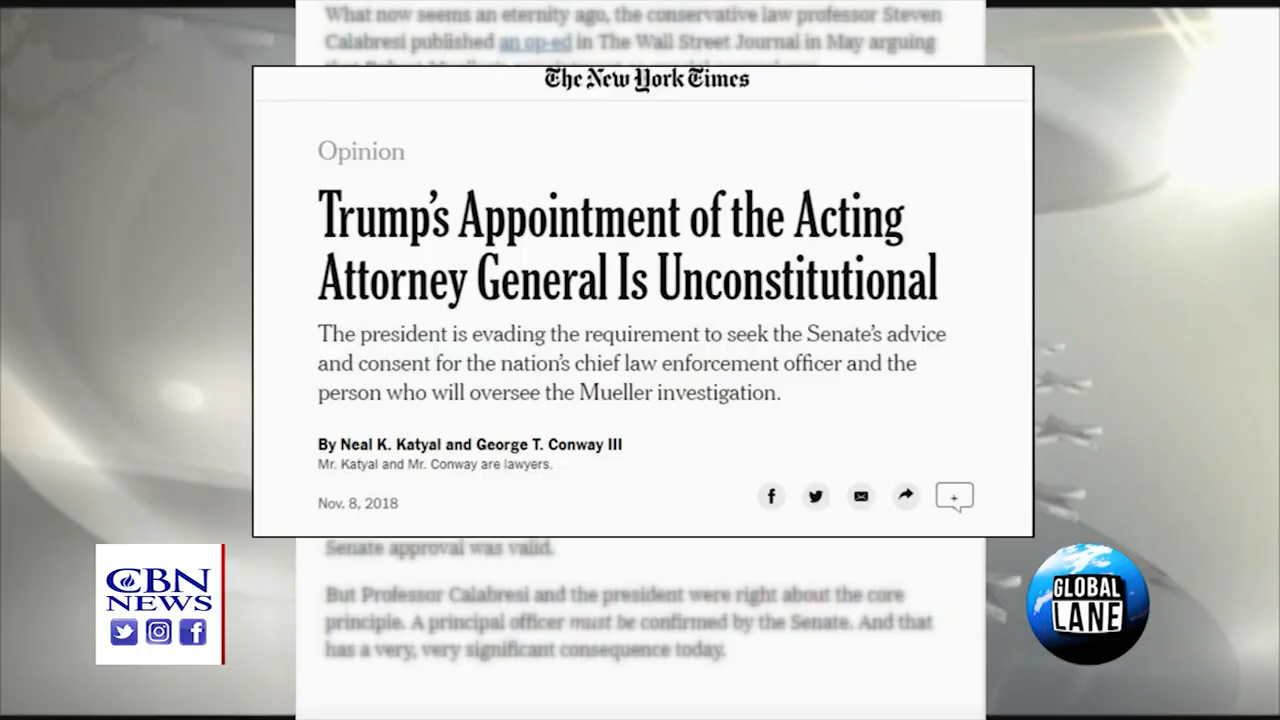 What now seems an eternity ago, the conservative law professor Steven
Calabresi published an op-ed in The Wall Street Journal in May arguing
The New York Times
Opinion
Trump's Appointment of the Acting
Attorney General Is Unconstitutional
The president is evading the requirement to seek the Senate's advice
and consent for the nation's chief law enforcement officer and the
person who will oversee the Mueller investigation.
By Neal K. Katyal and George T. Conway III
Mr. Katyal and Mr. Conway are lawyers.
Nov. 8, 2018
Senate approval was valid.
But Professor Calabresi and the president were right about the core
principle. A principal officer must be confirmed by the Senate. And that
has a very, very significant consequence today.
CBN
NEWS
GLOBAL
LANE